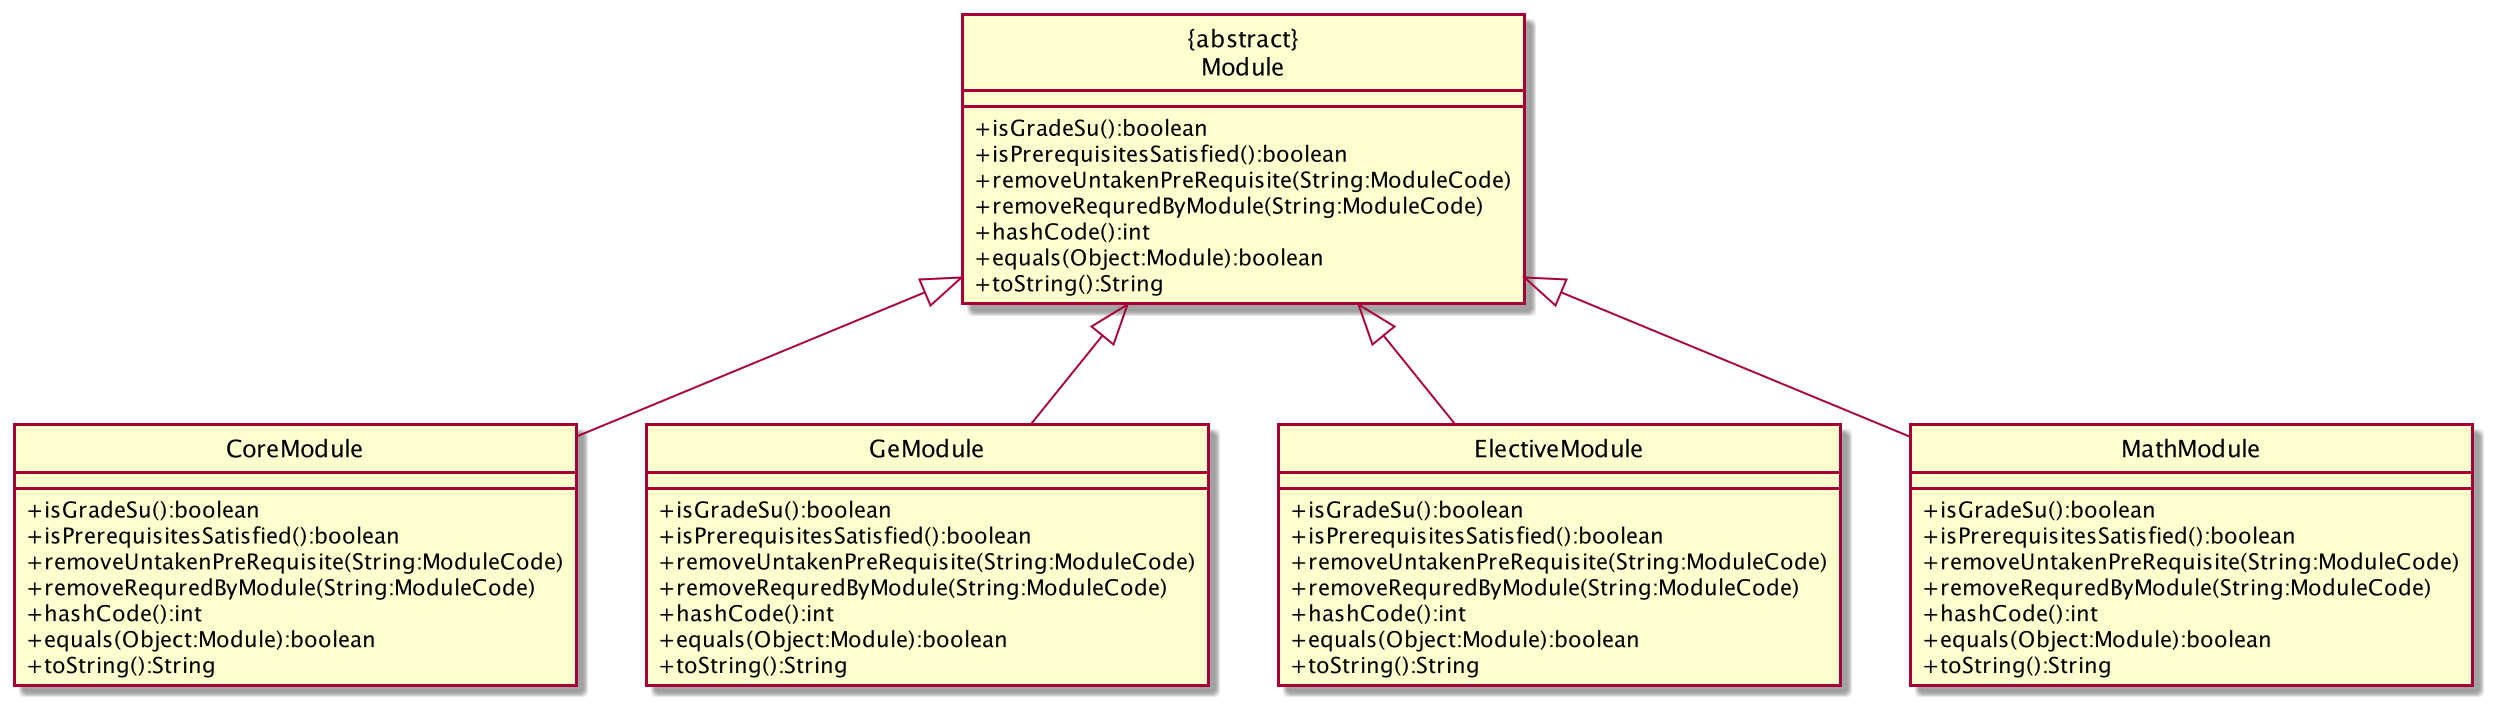 {abstract}
Module
+isGradeSu():boolean
+isPrerequisitesSatisfied():boolean
+removeUntakenPreRequisite(String:ModuleCode)
+removeRequredByModule(String:ModuleCode)
+hashCode():int
+equals(Object:Module):boolean
+toString():String
CoreModule
+isGradeSu():boolean
+isPrerequisitesSatisfied():boolean
+removeUntakenPreRequisite(String:ModuleCode)
+removeRequredByModule(String:ModuleCode)
+hashCode():int
+equals(Object:Module):boolean
+toString():String
GeModule
+isGradeSu():boolean
+isPrerequisitesSatisfied():boolean
+removeUntakenPreRequisite(String:ModuleCode)
+removeRequredByModule(String:ModuleCode)
+hashCode():int
+equals(Object:Module):boolean
+toString():String
ElectiveModule
+isGradeSu():boolean
+isPrerequisitesSatisfied():boolean
+removeUntakenPreRequisite(String:ModuleCode)
+removeRequredByModule(String:ModuleCode)
+hashCode():int
+equals(Object:Module):boolean
+toString():String
MathModule
+isGradeSu():boolean
+isPrerequisitesSatisfied():boolean
+removeUntakenPreRequisite(String:ModuleCode)
+removeRequredByModule(String:ModuleCode)
+hashCode():int
+equals(Object:Module):boolean
+toString():String